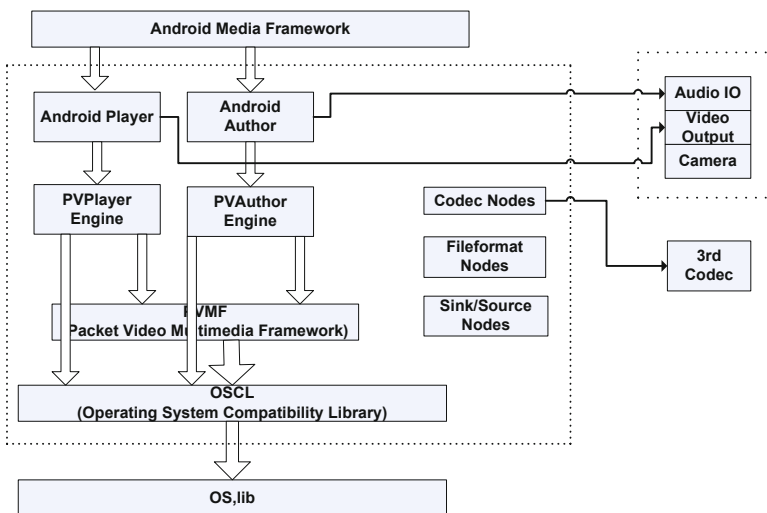 Android Media Framework
Android Player
Android
Author
Audio IO
Video
Output
Camera
PVPlayer
Engine
PVAuthor
Engine
Codec Nodes
Fileformat
Nodes
3rd
Codec
Sink/Source
Nodes
Packet Video Multimedia Framework)
OSCL
(Operating System Compatibility Library)
OS,lib